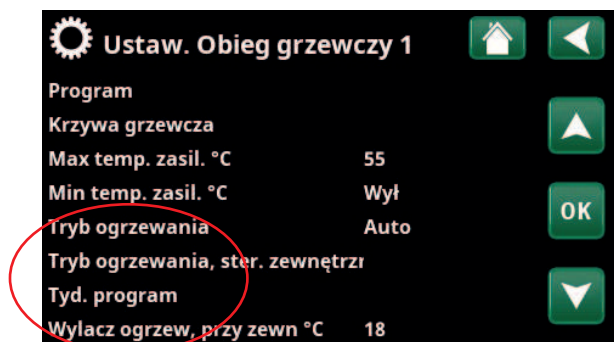 Ustaw. Obieg grzewczy 1
Program
Krzywa grzewcza
Max temp. zasil. °C 55
Min temp. zasil. °C Wył
Tryb ogrzewania Auto
Tryb ogrzewania, ster. zewnętrzr
Tyd. program
Wylacz ogrzew, przy zewn °C 18
OK